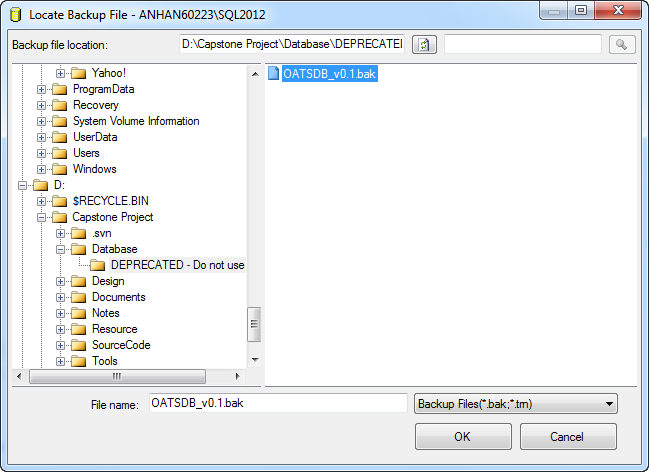 Locate Backup File - ANHAN60223\SQL2012
Backup file location:
D:\Capstone Project\Database\DEPRECATE
Yahoo!
ProgramData
Recovery
System Volume Information
UserData
Users
Windows
D:
$RECYCLE.BIN
Capstone Project
.svn
Database
DEPRECATED - Do not use
Design
Documents
Notes
Resource
SourceCode
Tools
OATSDB_v0.1.bak
File name:
OATSDB_v0.1.bak
Backup Files(*.bak;*.trn)
OK
Cancel